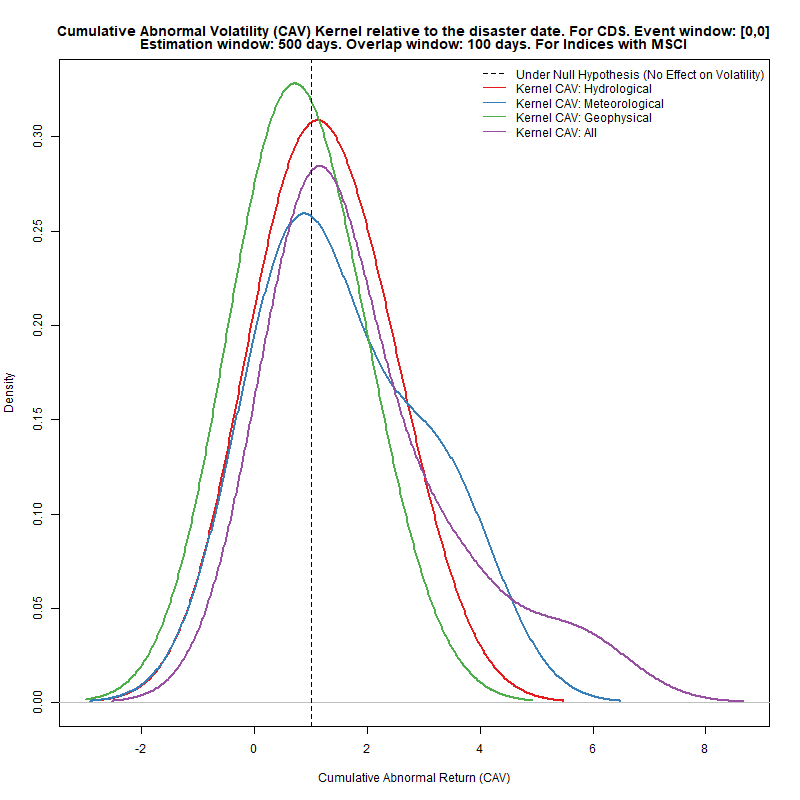 Cumulative Abnormal Volatility (CAV) Kernel relative to the disaster date. For CDS. Event window: [0,0]
Estimation window: 500 days. Overlap window: 100 days. For Indices with MSCI
Under Null Hypothesis (No Effect on Volatility)
Kernel CAV: Hydrological
Kernel CAV: Meteorological
Kernel CAV: Geophysical
Kernel CAV: All
Density
0.30
0.25
0.20
0.15
0.10
0.05
0.00
-2 0 2 4 6 8
Cumulative Abnormal Return (CAV)